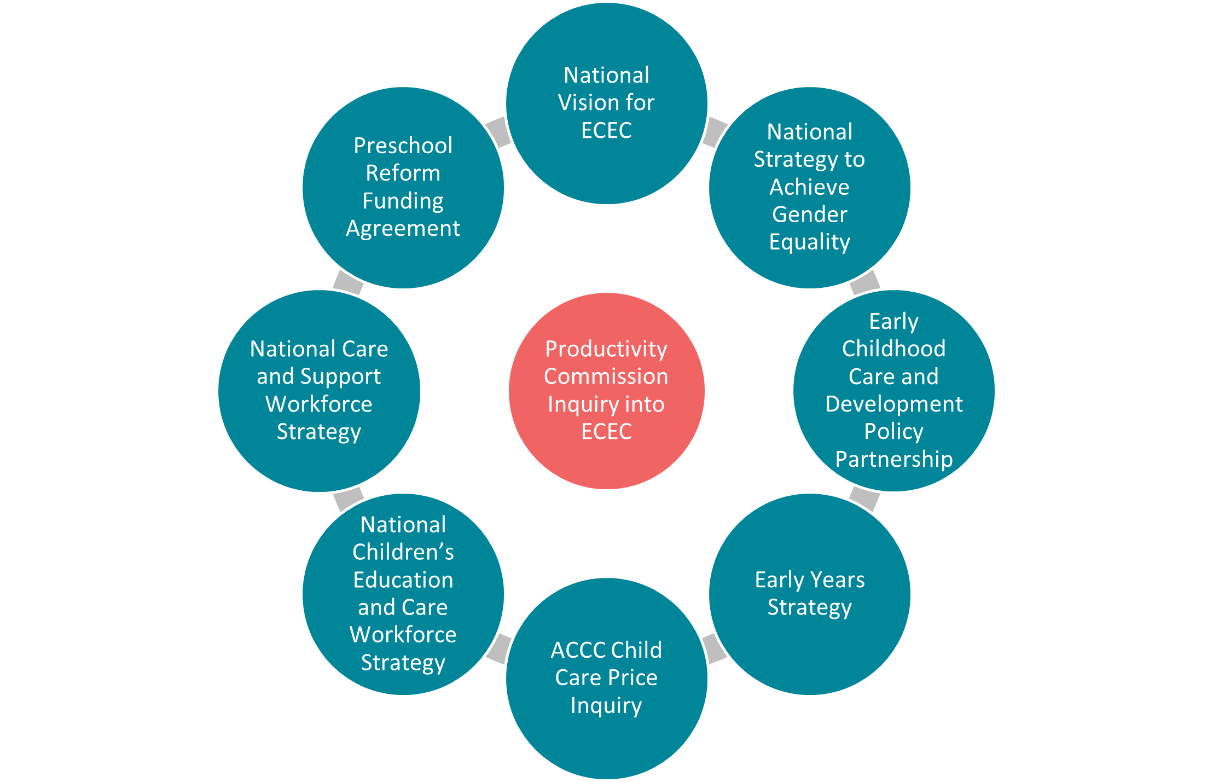 National
Vision for
ECEC
National
Strategy to
Achieve
Gender
Equality
Early
Childhood
Care and
Development
Policy
Partnership
Early Years
Strategy
ACCC Child
Care Price
Inquiry
National
Children’s
Education
and Care
Workforce
Strategy
National Care
and Support
Workforce
Strategy
Preschool
Reform
Funding
Agreement
Productivity
Commission
Inquiry into
ECEC